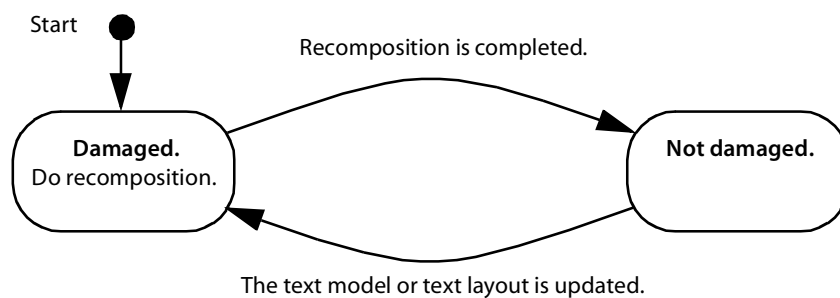 Start
Recomposition is completed.
Damaged.
Do recomposition.
Not damaged.
The text model or text layout is updated.